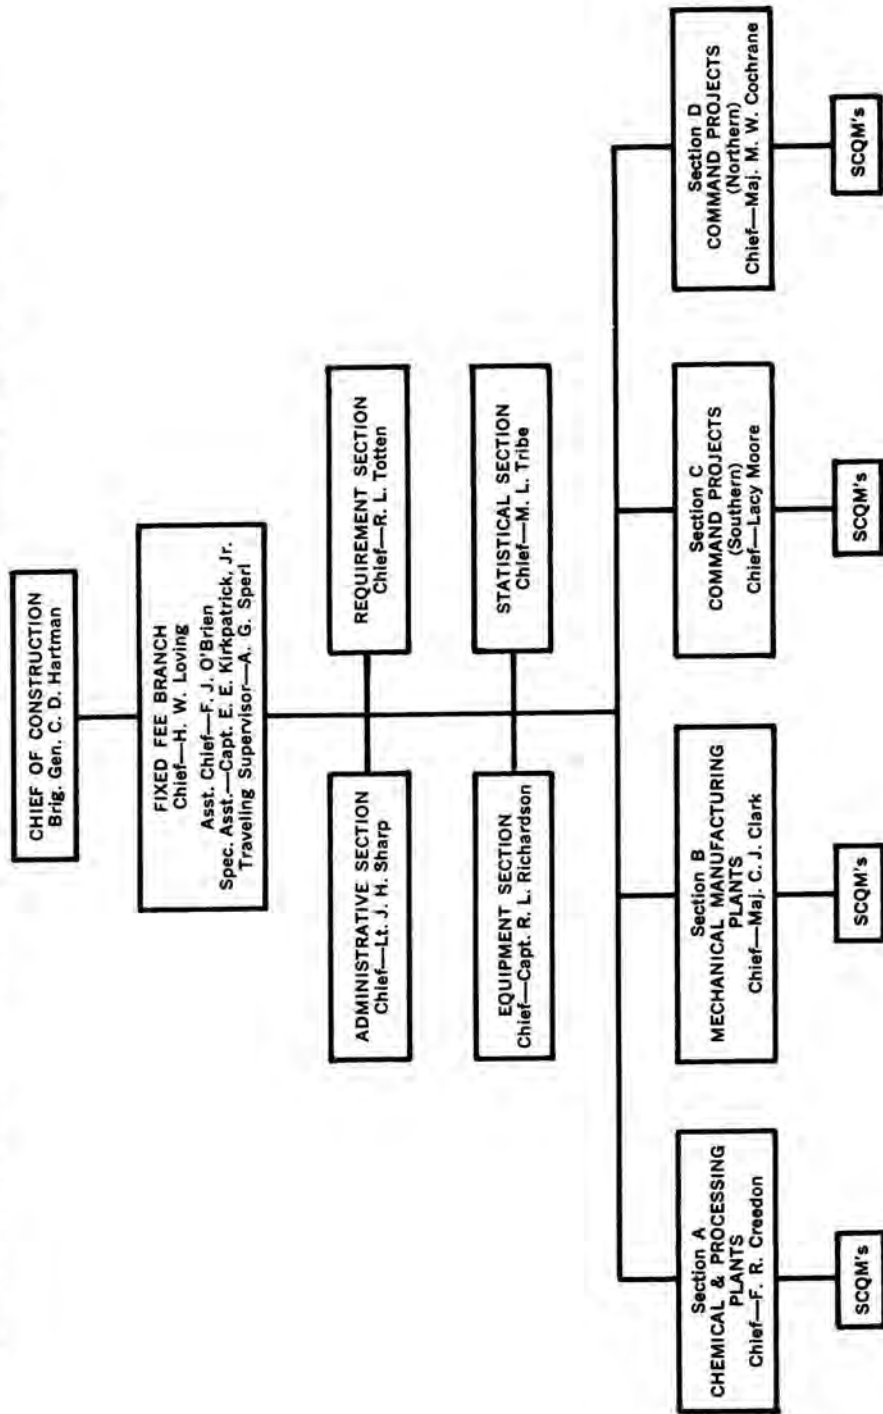 CHIEF OF CONSTRUCTION
Brig. Gen. C. D. Hartman
FIXED FEE BRANCH
Chief—H. W. Loving
Asst. Chief—F. J. O'Brien
Spec. Asst.—Capt. E. E. Kirkpatrick, Jr.
Traveling Supervisor—A. G. Sperl
ADMINISTRATIVE SECTION
Chief—Lt. J. H. Sharp
REQUIREMENT SECTION
Chief—R. L. Totten
EQUIPMENT SECTION
Chief—Capt. R. L. Richardson
STATISTICAL SECTION
Chief—M. L. Tribe
Section A
CHEMICAL & PROCESSING
PLANTS
Chief—F. R. Creedon
Section B
MECHANICAL MANUFACTURING
PLANTS
Chief—Maj. C. J. Clark
Section C
COMMAND PROJECTS
(Southern)
Chief—Lacy Moore
Section D
COMMAND PROJECTS
(Northern)
Chief—Maj. M. W. Cochrane
SCQM's
SCQM's
SCQM's
SCQM's